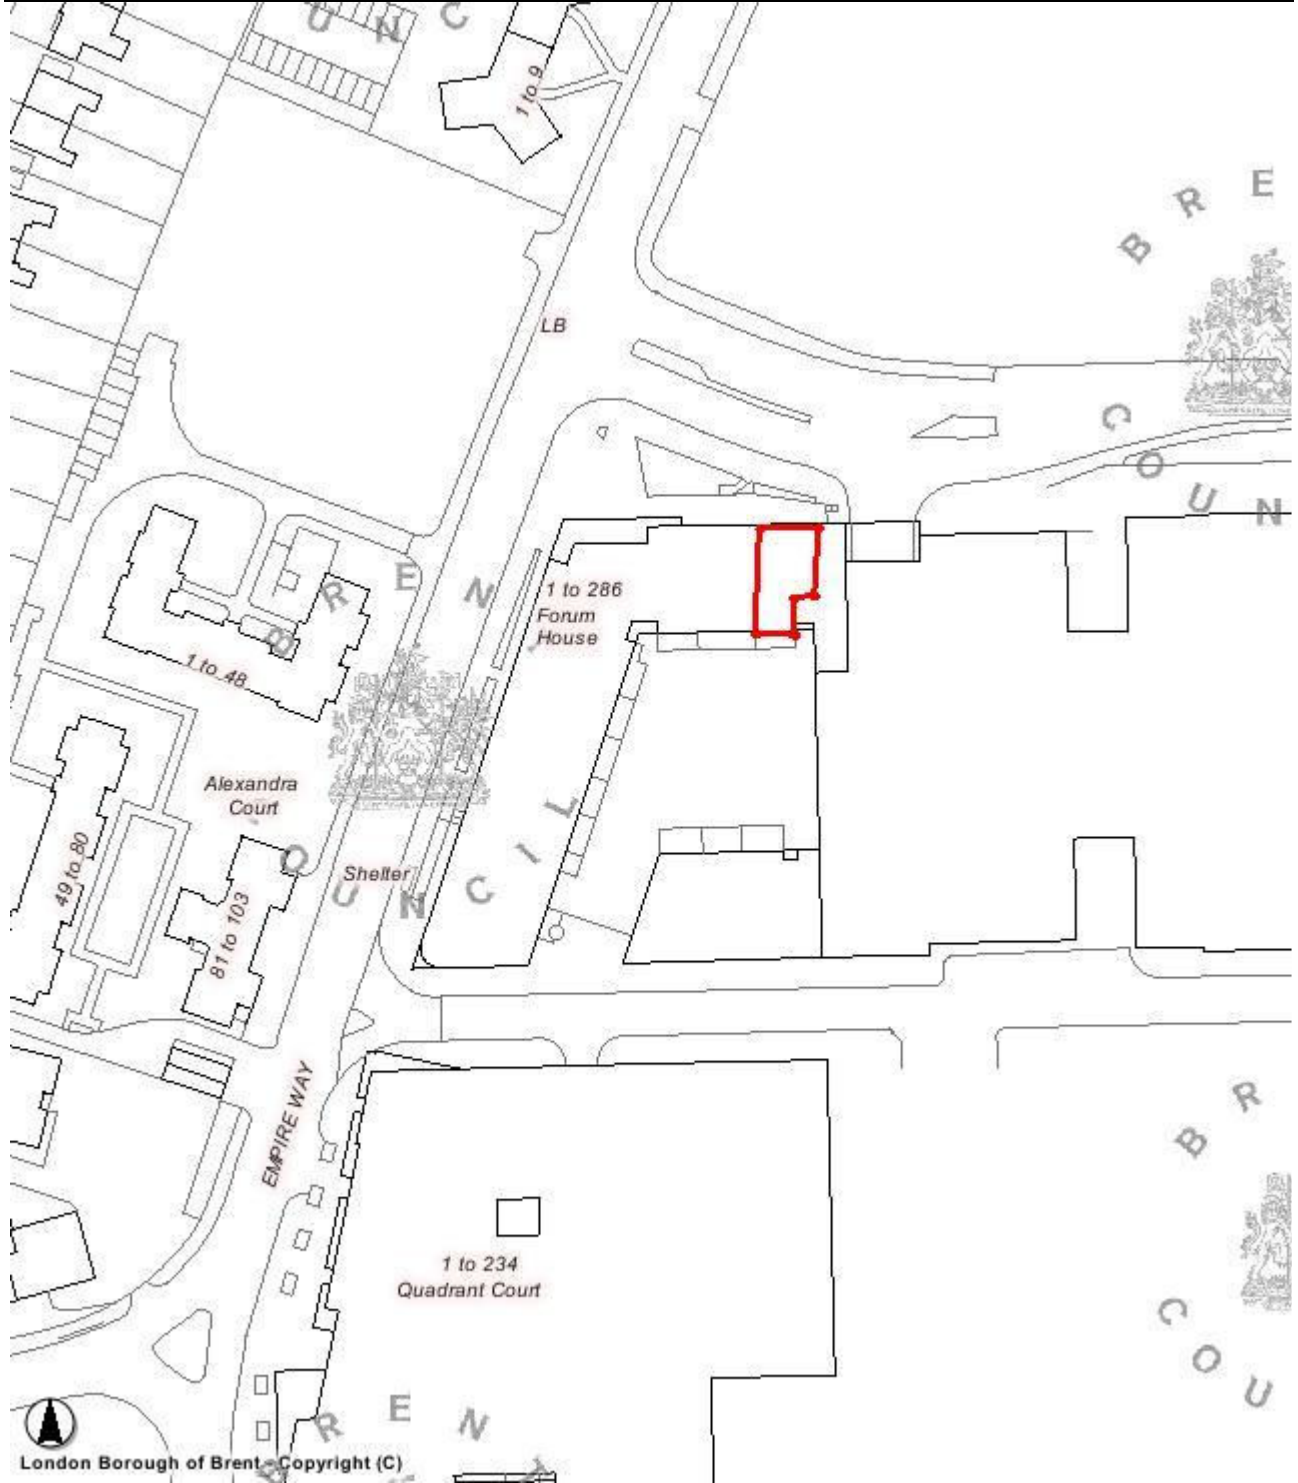 U N C
1 to 9
B R E
LB
C O U N
1 to 286
Forum
House
B R E N
1 to 48
Alexandra
Court
49 to 80
81 to 103
Shelter
O U N C I L
EMPIRE WAY
B R
1 to 234
Quadrant Court
C O U
B R E N T
London Borough of Brent - Copyright (C)